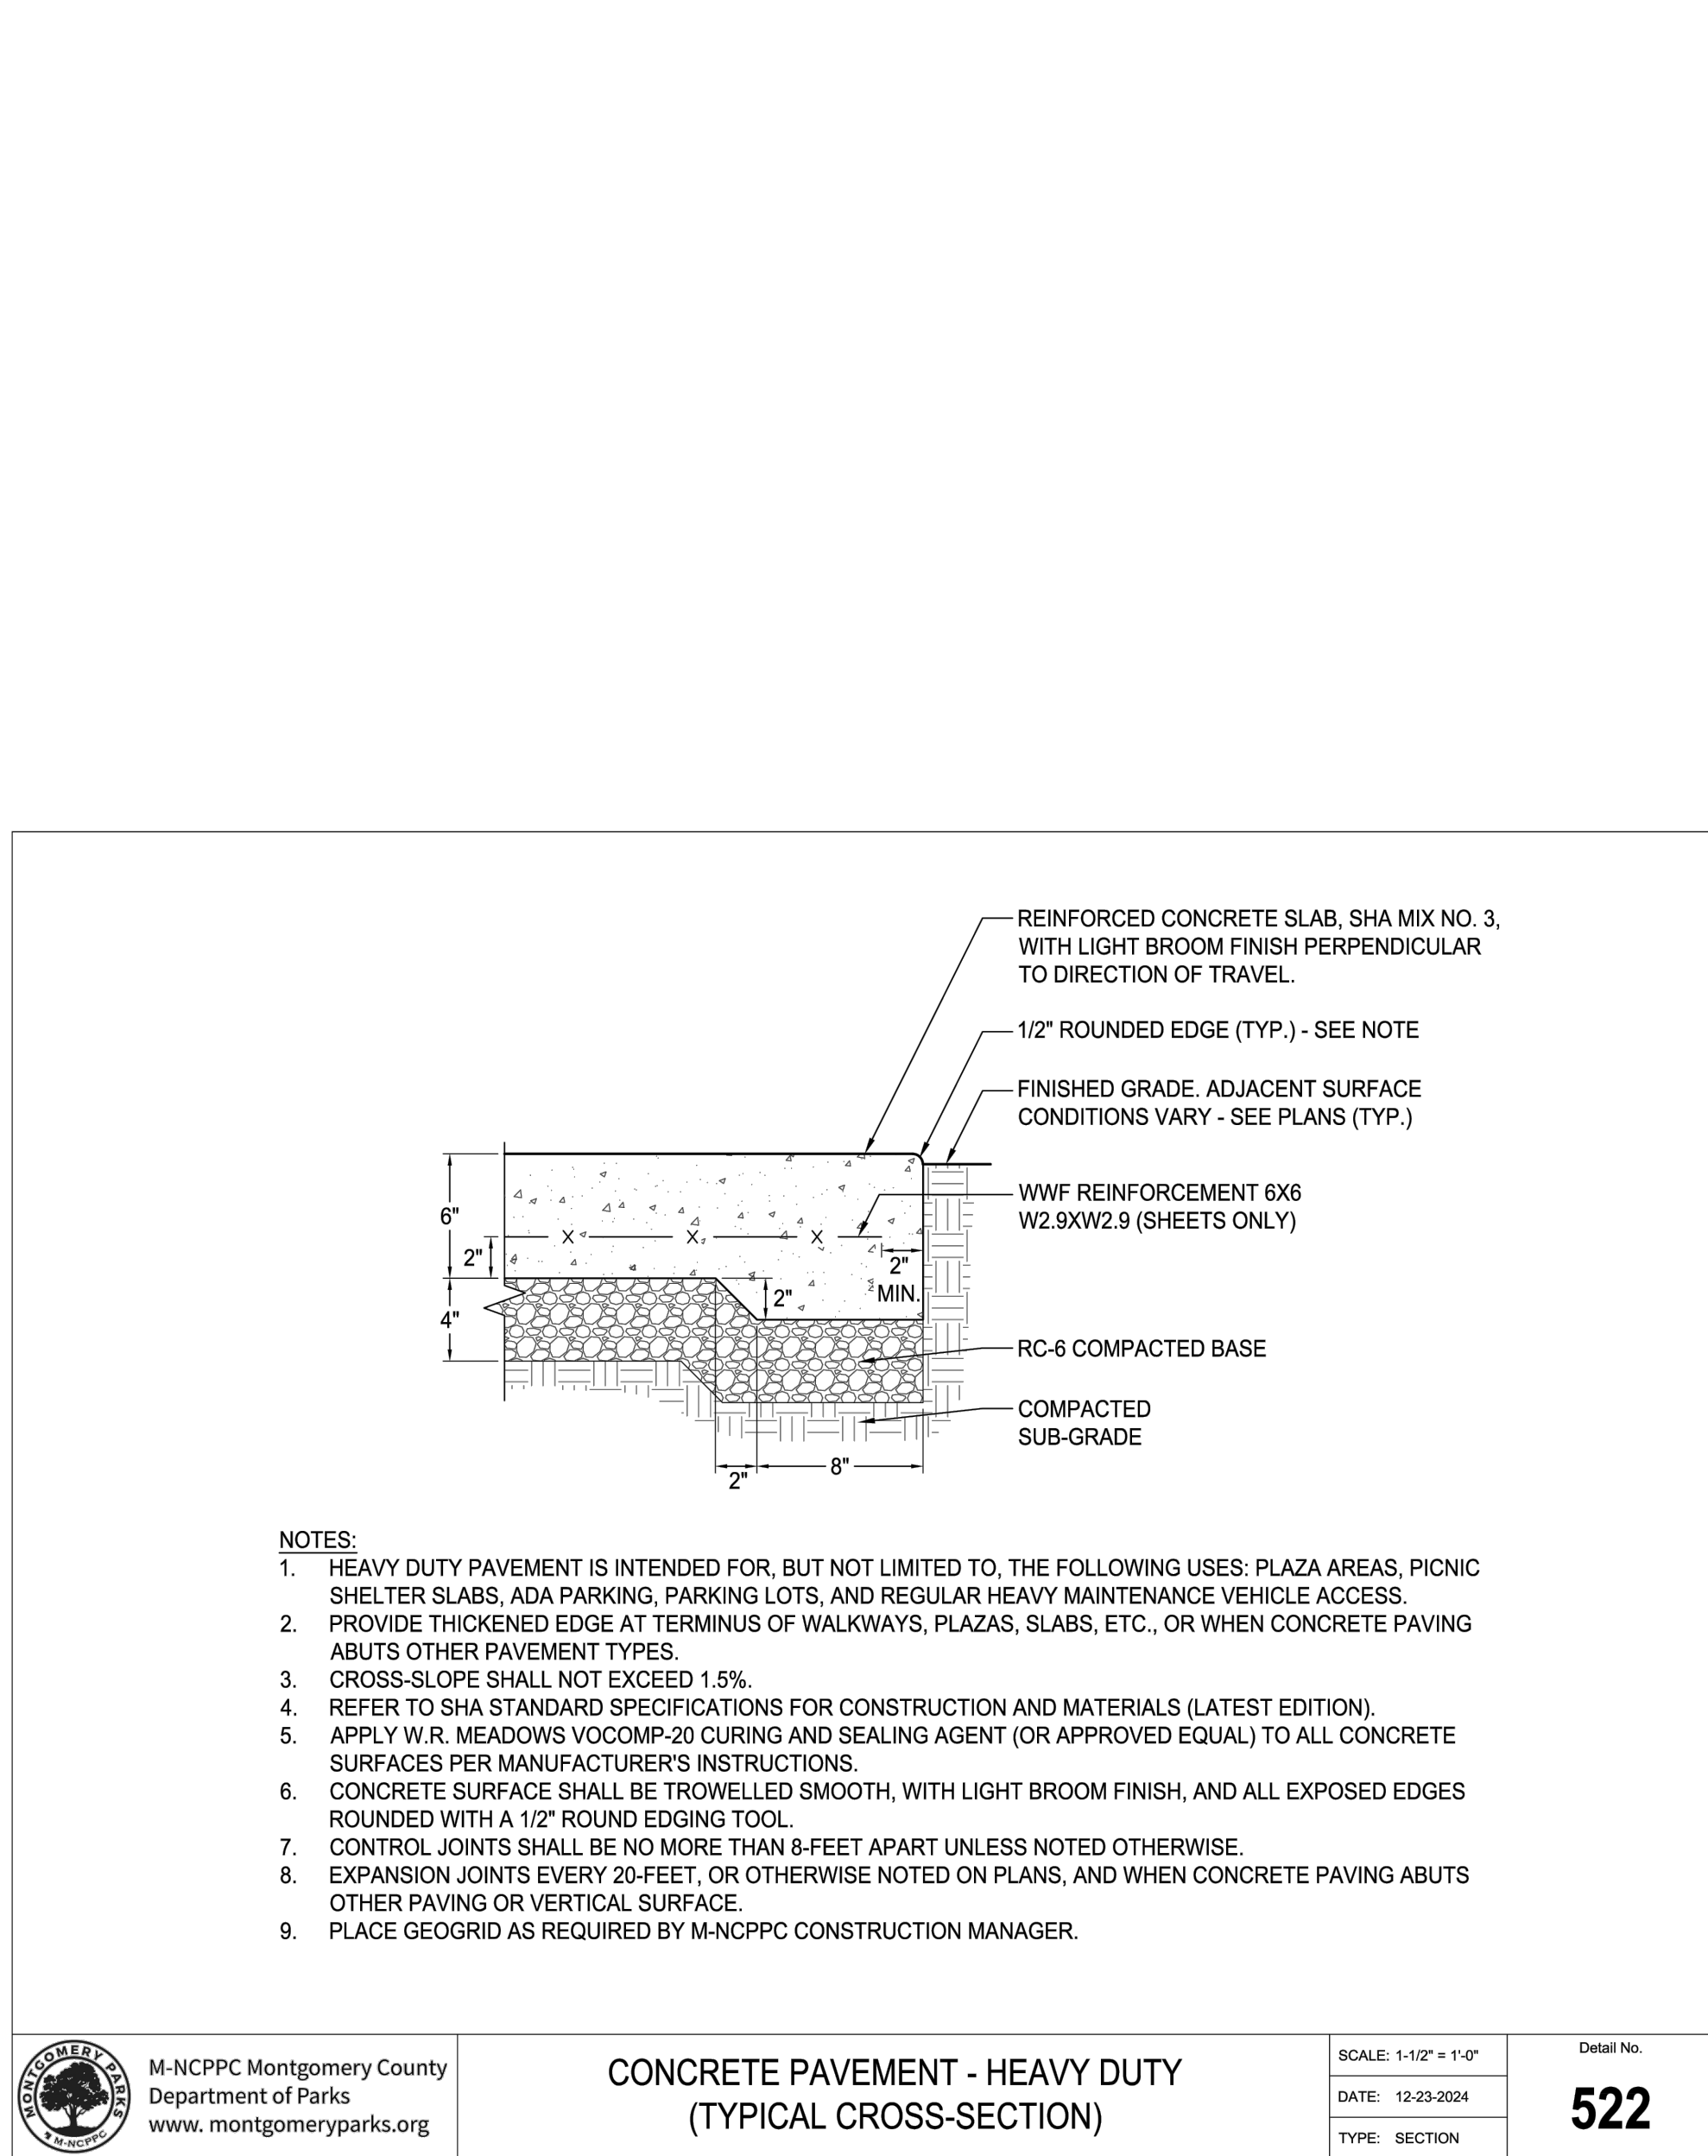 REINFORCED CONCRETE SLAB, SHA MIX NO. 3,
WITH LIGHT BROOM FINISH PERPENDICULAR
TO DIRECTION OF TRAVEL.
1/2" ROUNDED EDGE (TYP.) - SEE NOTE
FINISHED GRADE. ADJACENT SURFACE
CONDITIONS VARY - SEE PLANS (TYP.)
WWF REINFORCEMENT 6X6
W2.9XW2.9 (SHEETS ONLY)
6"
2"
X X X
2"
MIN.
4"
2"
RC-6 COMPACTED BASE
COMPACTED
SUB-GRADE
2"
8"
NOTES:
1. HEAVY DUTY PAVEMENT IS INTENDED FOR, BUT NOT LIMITED TO, THE FOLLOWING USES: PLAZA AREAS, PICNIC
SHELTER SLABS, ADA PARKING, PARKING LOTS, AND REGULAR HEAVY MAINTENANCE VEHICLE ACCESS.
2. PROVIDE THICKENED EDGE AT TERMINUS OF WALKWAYS, PLAZAS, SLABS, ETC., OR WHEN CONCRETE PAVING
ABUTS OTHER PAVEMENT TYPES.
3. CROSS-SLOPE SHALL NOT EXCEED 1.5%.
4. REFER TO SHA STANDARD SPECIFICATIONS FOR CONSTRUCTION AND MATERIALS (LATEST EDITION).
5. APPLY W.R. MEADOWS VOCOMP-20 CURING AND SEALING AGENT (OR APPROVED EQUAL) TO ALL CONCRETE
SURFACES PER MANUFACTURER'S INSTRUCTIONS.
6. CONCRETE SURFACE SHALL BE TROWELLED SMOOTH, WITH LIGHT BROOM FINISH, AND ALL EXPOSED EDGES
ROUNDED WITH A 1/2" ROUND EDGING TOOL.
7. CONTROL JOINTS SHALL BE NO MORE THAN 8-FEET APART UNLESS NOTED OTHERWISE.
8. EXPANSION JOINTS EVERY 20-FEET, OR OTHERWISE NOTED ON PLANS, AND WHEN CONCRETE PAVING ABUTS
OTHER PAVING OR VERTICAL SURFACE.
9. PLACE GEOGRID AS REQUIRED BY M-NCPPC CONSTRUCTION MANAGER.
MONTGOMERY PARKS
M-NCPPC
M-NCPPC Montgomery County
Department of Parks
www. montgomeryparks.org
CONCRETE PAVEMENT - HEAVY DUTY
(TYPICAL CROSS-SECTION)
SCALE: 1-1/2" = 1'-0"
DATE: 12-23-2024
TYPE: SECTION
Detail No.
522